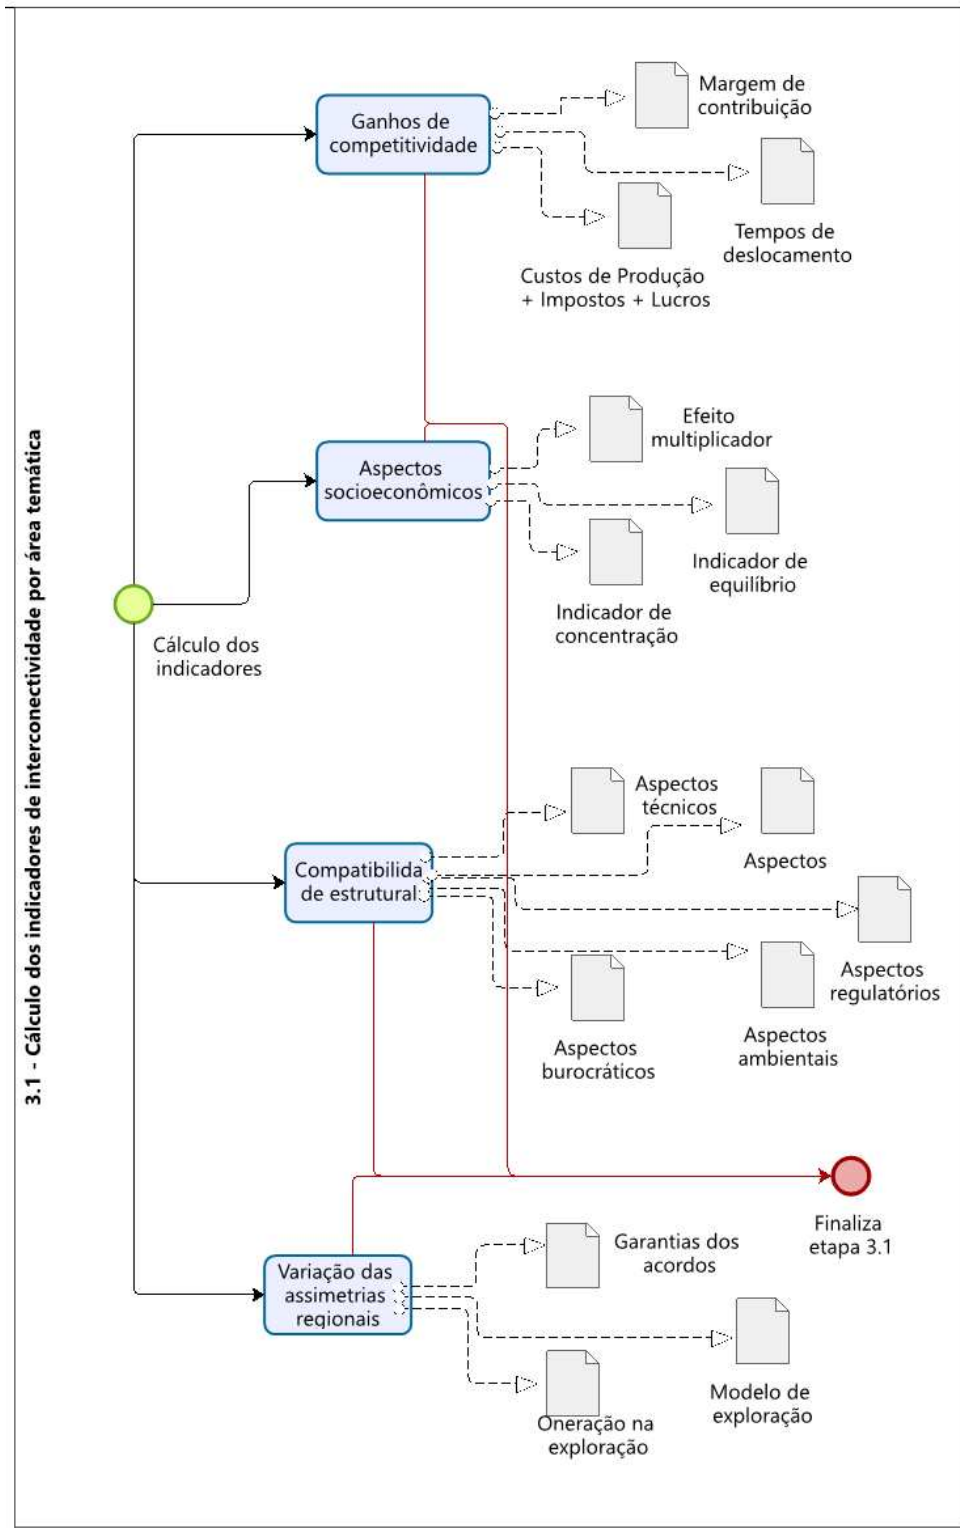 3.1 - Cálculo dos indicadores de interconectividade por área temática
Ganhos de
competitividade
Margem de
contribuição
Tempos de
deslocamento
Custos de Produção
+ Impostos + Lucros
Aspectos
socioeconômicos
Efeito
multiplicador
Indicador de
equilíbrio
Indicador de
concentração
Cálculo dos
indicadores
Compatibilida
de estrutural
Aspectos
técnicos
Aspectos
Aspectos
regulatórios
Aspectos
ambientais
Aspectos
burocráticos
Finaliza
etapa 3.1
Variação das
assimetrias
regionais
Garantias dos
acordos
Modelo de
exploração
Oneração na
exploração